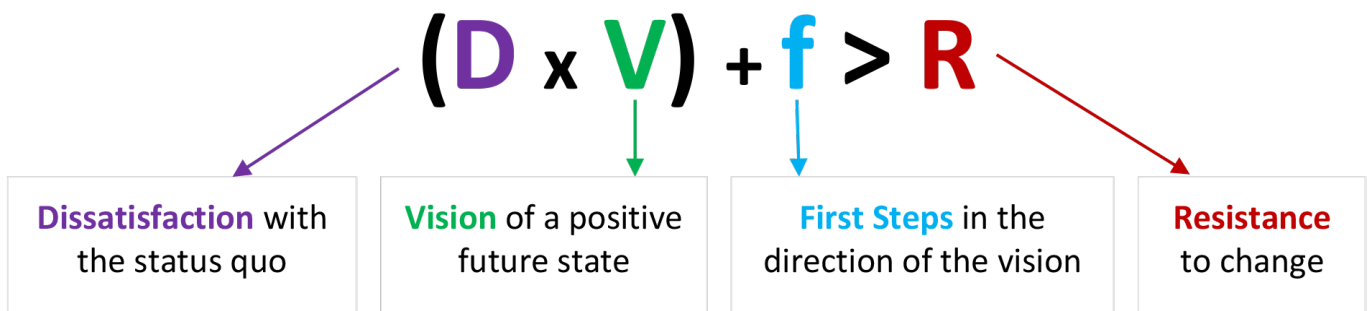 (D x V) + f > R
Dissatisfaction with
the status quo
Vision of a positive
future state
First Steps in the
direction of the vision
Resistance
to change